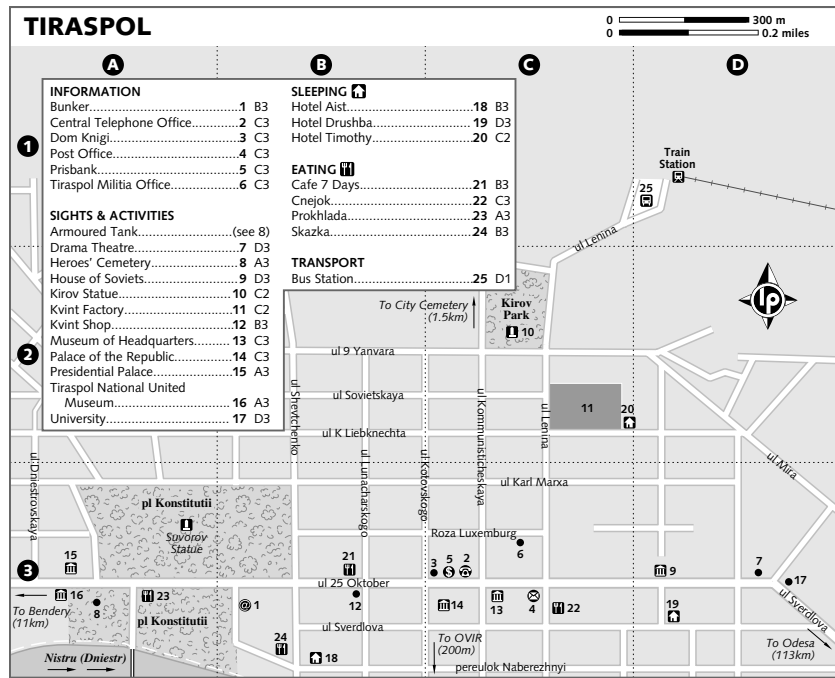 TIRASPOL
0 300 m
0 0.2 miles
A B C D
1
2
3
INFORMATION
Bunker.....1 B3
Central Telephone Office.....2 C3
Dom Knigi.....3 C3
Post Office.....4 C3
Prisbank.....5 C3
Tiraspol Militia Office.....6 C3
SIGHTS & ACTIVITIES
Armoured Tank.....(see 8)
Drama Theatre.....7 D3
Heroes' Cemetery.....8 A3
House of Soviets.....9 D3
Kirov Statue.....10 C2
Kvint Factory.....11 C2
Kvint Shop.....12 B3
Museum of Headquarters.....13 C3
Palace of the Republic.....14 C3
Presidential Palace.....15 A3
Tiraspol National United
Museum.....16 A3
University.....17 D3
SLEEPING
Hotel Aist.....18 B3
Hotel Drushba.....19 D3
Hotel Timothy.....20 C2
EATING
Cafe 7 Days.....21 B3
Cnejok.....22 C3
Prokhlada.....23 A3
Skazka.....24 B3
TRANSPORT
Bus Station.....25 D1
Train
Station
25
ul Lenina
To City Cemetery
(1.5km)
Kirov
Park
10
lp
ul 9 Yanvara
ul Sovietskaya
ul K Liebknechta
ul Shevtchenko
ul Lunacharskogo
ul Kotovskogo
ul Kommunisticheskaya
ul Lenina
11
20
ul Mira
ul Dniestrovskaya
ul Karl Marxa
pl Konstitutii
Suvorov
Statue
Roza Luxemburg
6
15
21
3 5 2
9
7
17
ul 25 Oktober
16
8
23
@ 1
12
14
13
4
22
19
To Bendery
(11km)
pl Konstitutii
ul Sverdlova
ul Sverdlova
24
18
To OVIR
(200m)
To Odesa
(113km)
Nistru (Dniestr)
pereulok Naberezhnyi